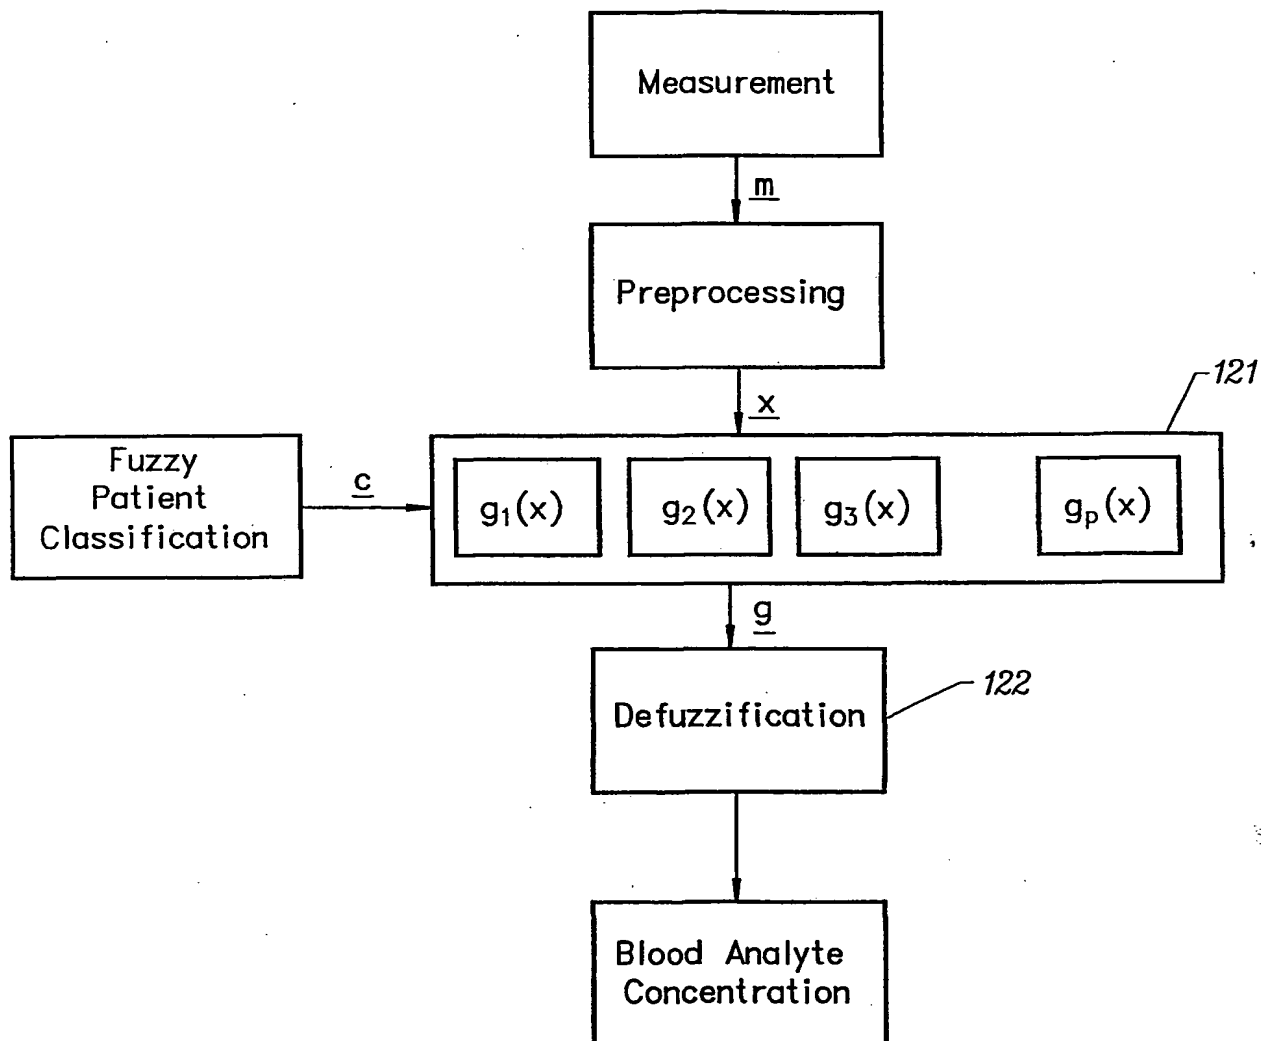 Measurement
m
Preprocessing
x
121
Fuzzy
Patient
Classification
c
g₁(x)
g₂(x)
g₃(x)
gₚ(x)
g
Defuzzification
122
Blood Analyte
Concentration